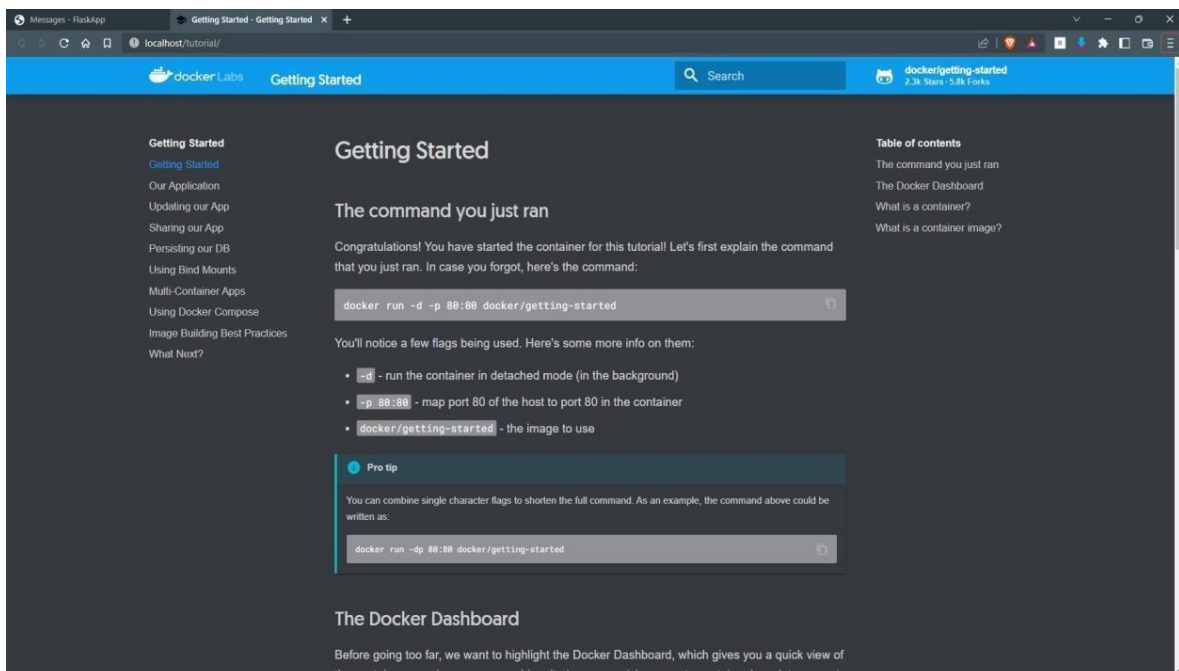 Messages - FlaskApp
Getting Started - Getting Started
localhost/tutorial/
docker Labs
Getting Started
Search
docker/getting-started
2.3k Stars · 5.8k Forks
Getting Started
Getting Started
Our Application
Updating our App
Sharing our App
Persisting our DB
Using Bind Mounts
Multi-Container Apps
Using Docker Compose
Image Building Best Practices
What Next?
Getting Started
The command you just ran
Congratulations! You have started the container for this tutorial! Let's first explain the command
that you just ran. In case you forgot, here's the command:
docker run -d -p 80:80 docker/getting-started
You'll notice a few flags being used. Here's some more info on them:
• -d - run the container in detached mode (in the background)
• -p 80:80 - map port 80 of the host to port 80 in the container
• docker/getting-started - the image to use
Pro tip
You can combine single character flags to shorten the full command. As an example, the command above could be
written as:
docker run -dp 80:80 docker/getting-started
The Docker Dashboard
Before going too far, we want to highlight the Docker Dashboard, which gives you a quick view of
Table of contents
The command you just ran
The Docker Dashboard
What is a container?
What is a container image?